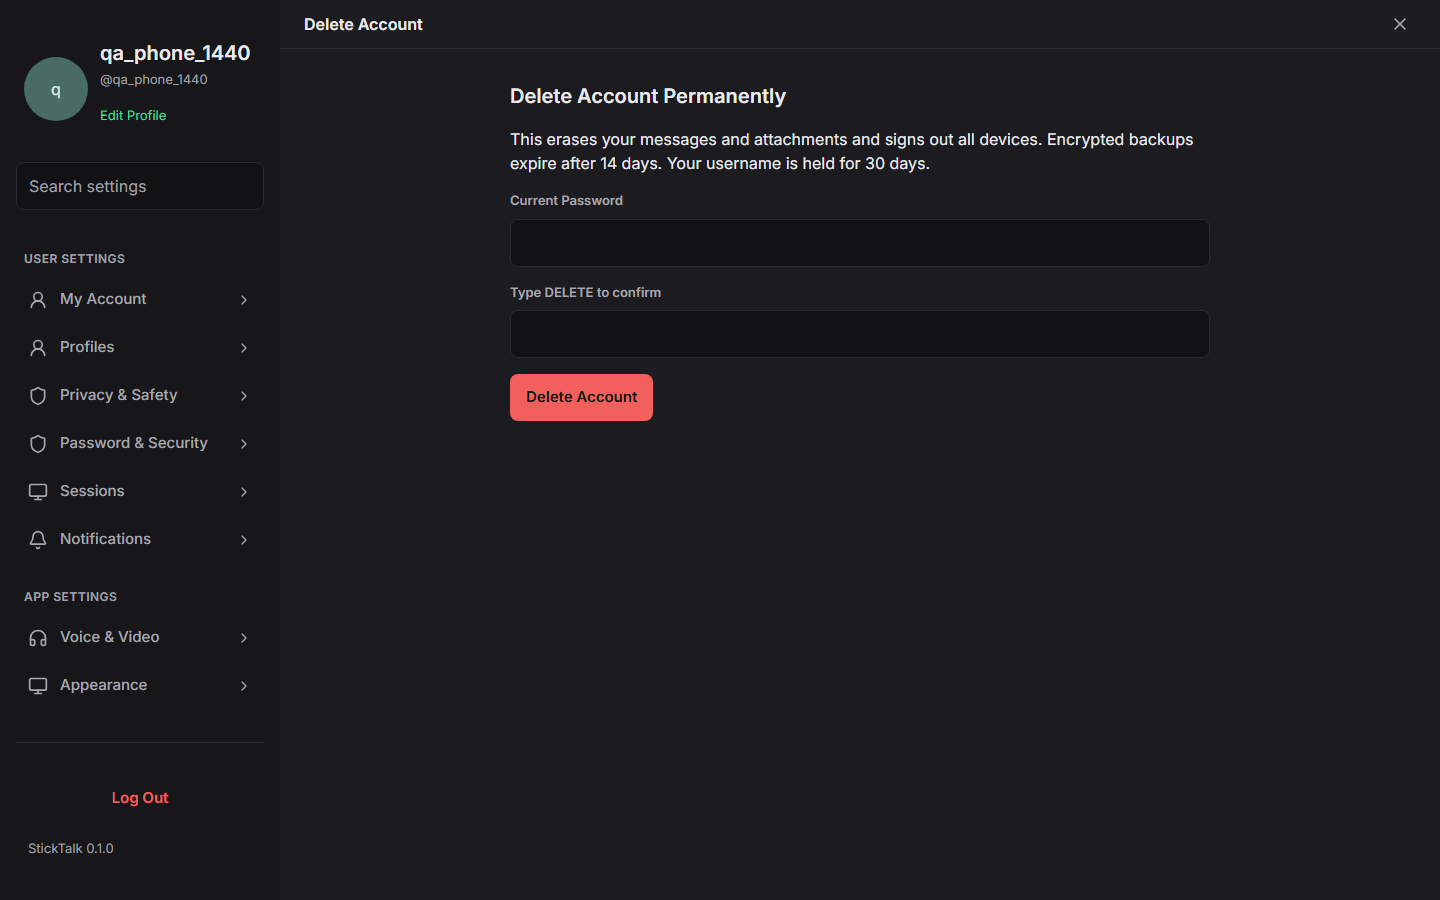 qa_phone_1440
@qa_phone_1440
q
Edit Profile
Search settings
USER SETTINGS
My Account
Profiles
Privacy & Safety
Password & Security
Sessions
Notifications
APP SETTINGS
Voice & Video
Appearance
Log Out
StickTalk 0.1.0
Delete Account
Delete Account Permanently
This erases your messages and attachments and signs out all devices. Encrypted backups
expire after 14 days. Your username is held for 30 days.
Current Password
Type DELETE to confirm
Delete Account